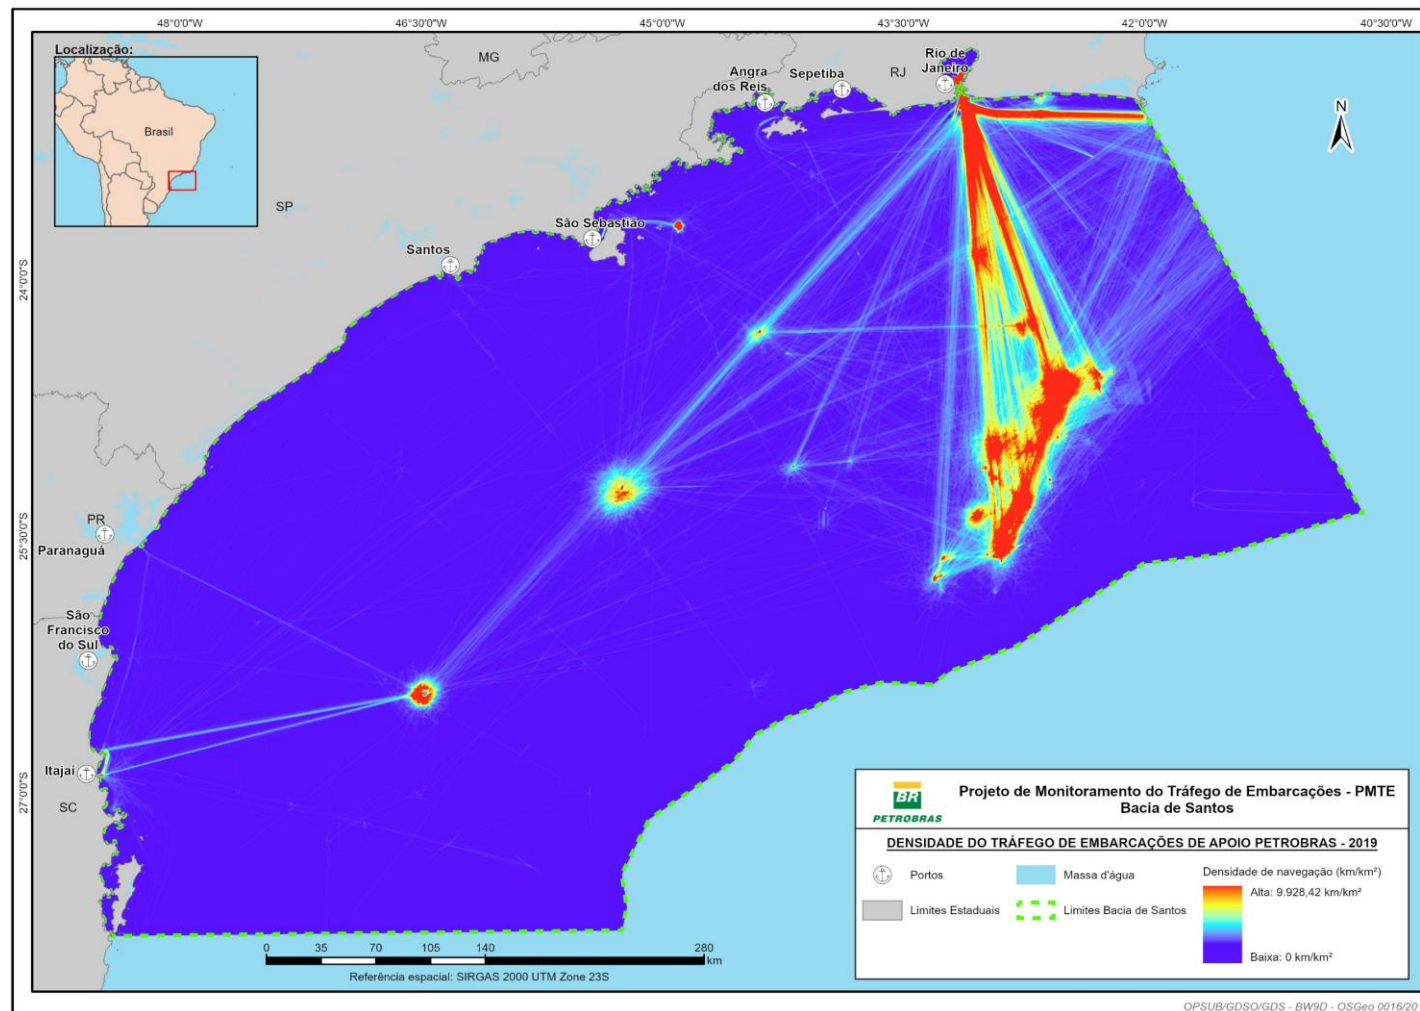 48°0'0"W
46°30'0"W
45°0'0"W
43°30'0"W
42°0'0"W
40°30'0"W
Localização:
Brasil
MG
RJ
SP
PR
SC
Rio de
Janeiro
Sepetiba
Angra
dos Reis
São Sebastião
Santos
Paranaguá
São
Francisco
do Sul
Itajaí
N
24°0'0"S
25°30'0"S
27°0'0"S
BR
PETROBRAS
Projeto de Monitoramento do Tráfego de Embarcações - PMTE
Bacia de Santos
DENSIDADE DO TRÁFEGO DE EMBARCAÇÕES DE APOIO PETROBRAS - 2019
Portos
Massa d'água
Limites Estaduais
Limites Bacia de Santos
Densidade de navegação (km/km²)
Alta: 9.928,42 km/km²
Baixa: 0 km/km²
0 35 70 105 140 280
km
Referência espacial: SIRGAS 2000 UTM Zone 23S
OPSUB/GDSO/GDS - BW9D - OSGeo 0016/201